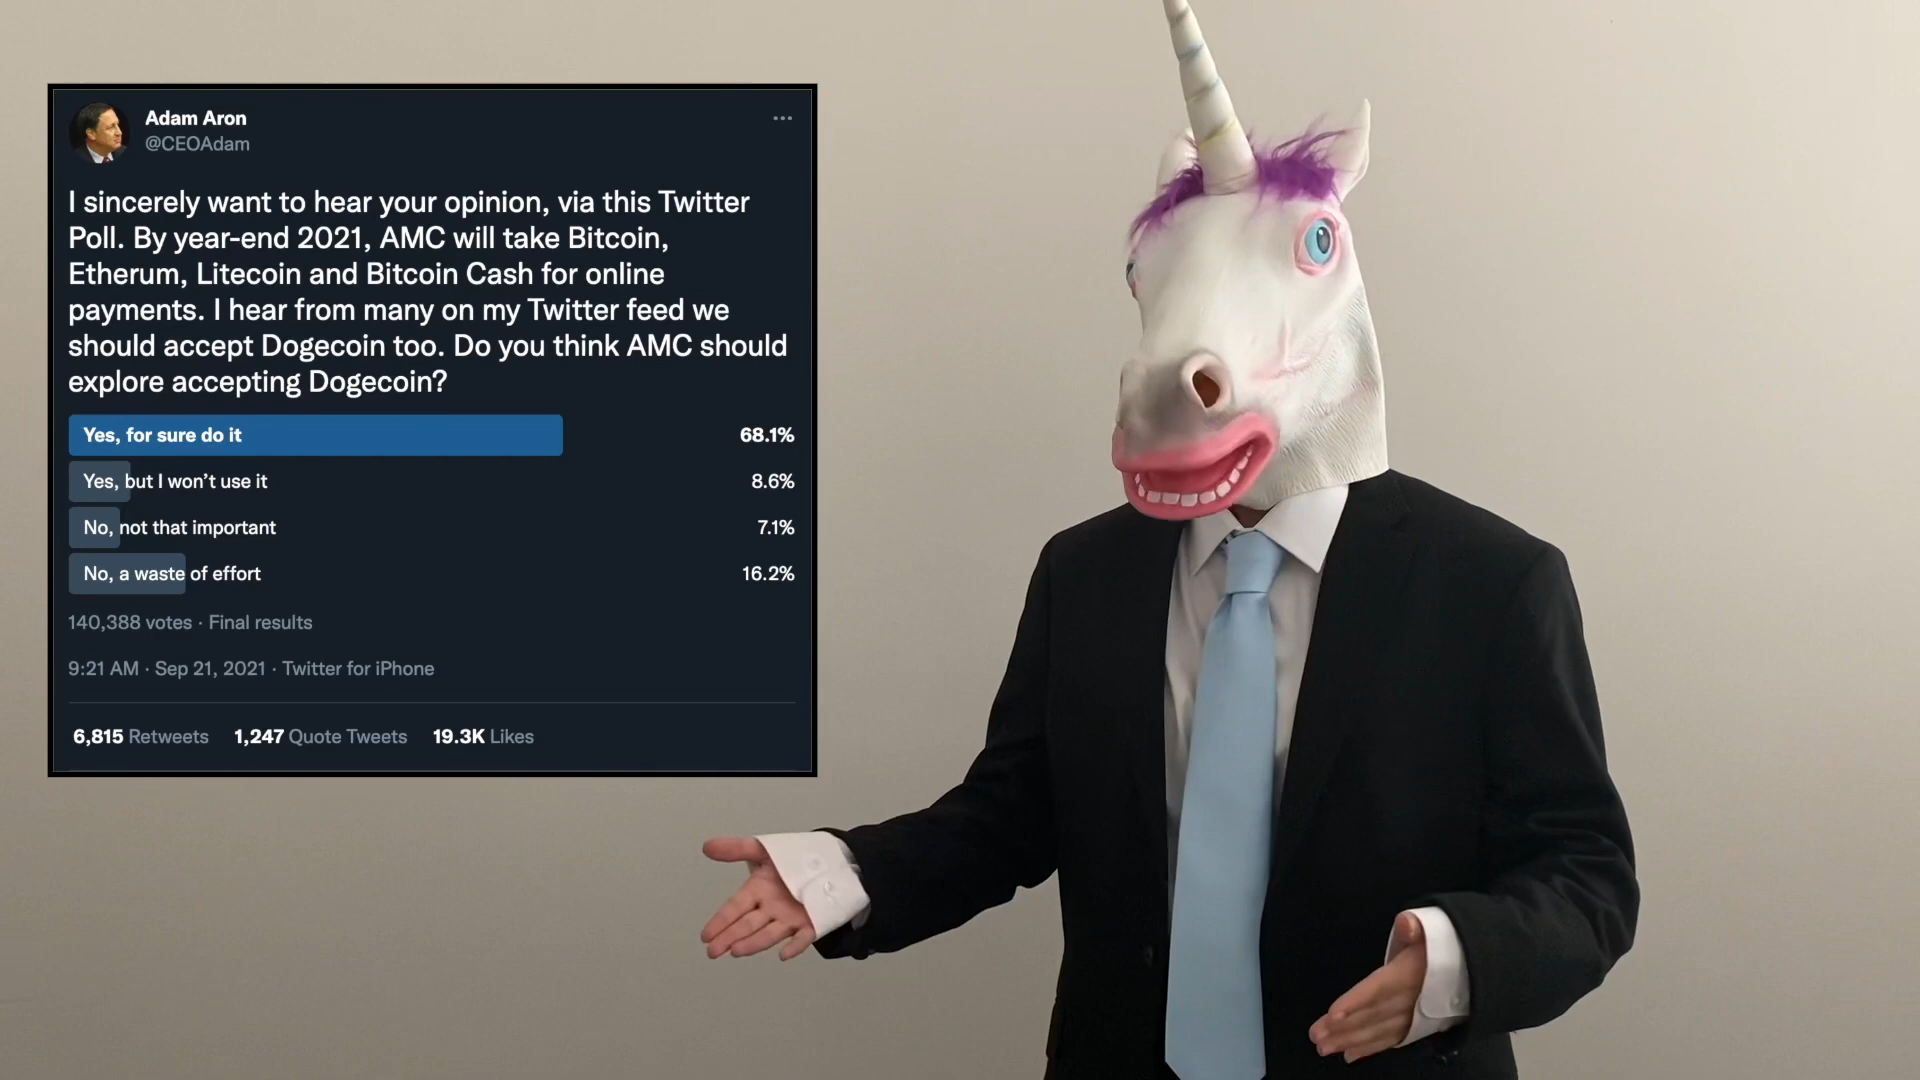 Adam Aron
@CEOAdam
I sincerely want to hear your opinion, via this Twitter
Poll. By year-end 2021, AMC will take Bitcoin,
Etherum, Litecoin and Bitcoin Cash for online
payments. I hear from many on my Twitter feed we
should accept Dogecoin too. Do you think AMC should
explore accepting Dogecoin?
Yes, for sure do it 68.1%
Yes, but I won’t use it 8.6%
No, not that important 7.1%
No, a waste of effort 16.2%
140,388 votes · Final results
9:21 AM · Sep 21, 2021 · Twitter for iPhone
6,815 Retweets 1,247 Quote Tweets 19.3K Likes